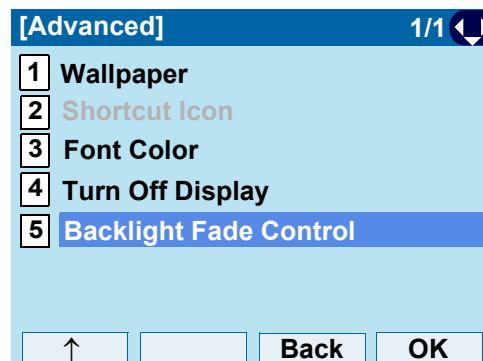 [Advanced] 1/1
1 Wallpaper
2 Shortcut Icon
3 Font Color
4 Turn Off Display
5 Backlight Fade Control
↑ Back OK